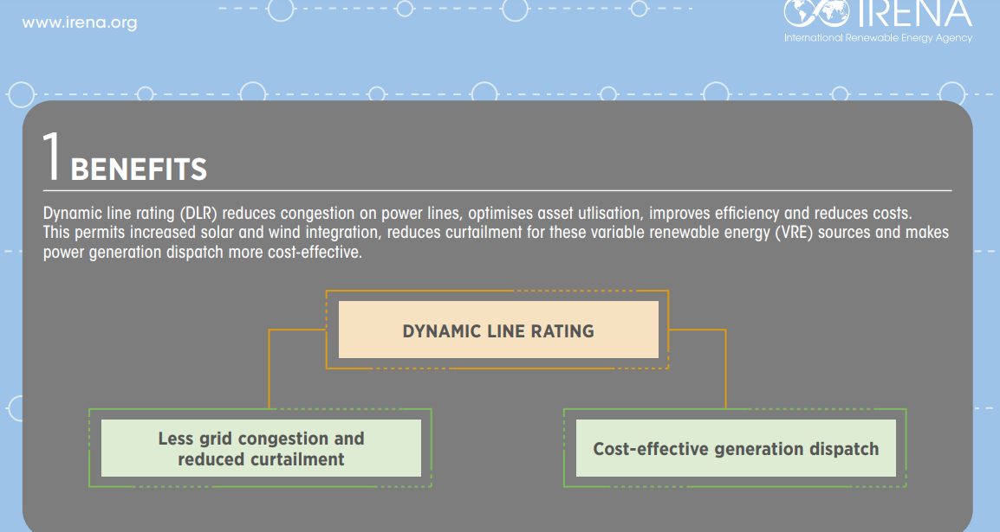 www.irena.org
IRENA
International Renewable Energy Agency
1 BENEFITS
Dynamic line rating (DLR) reduces congestion on power lines, optimises asset utlisation, improves efficiency and reduces costs.
This permits increased solar and wind integration, reduces curtailment for these variable renewable energy (VRE) sources and makes
power generation dispatch more cost-effective.
DYNAMIC LINE RATING
Less grid congestion and
reduced curtailment
Cost-effective generation dispatch